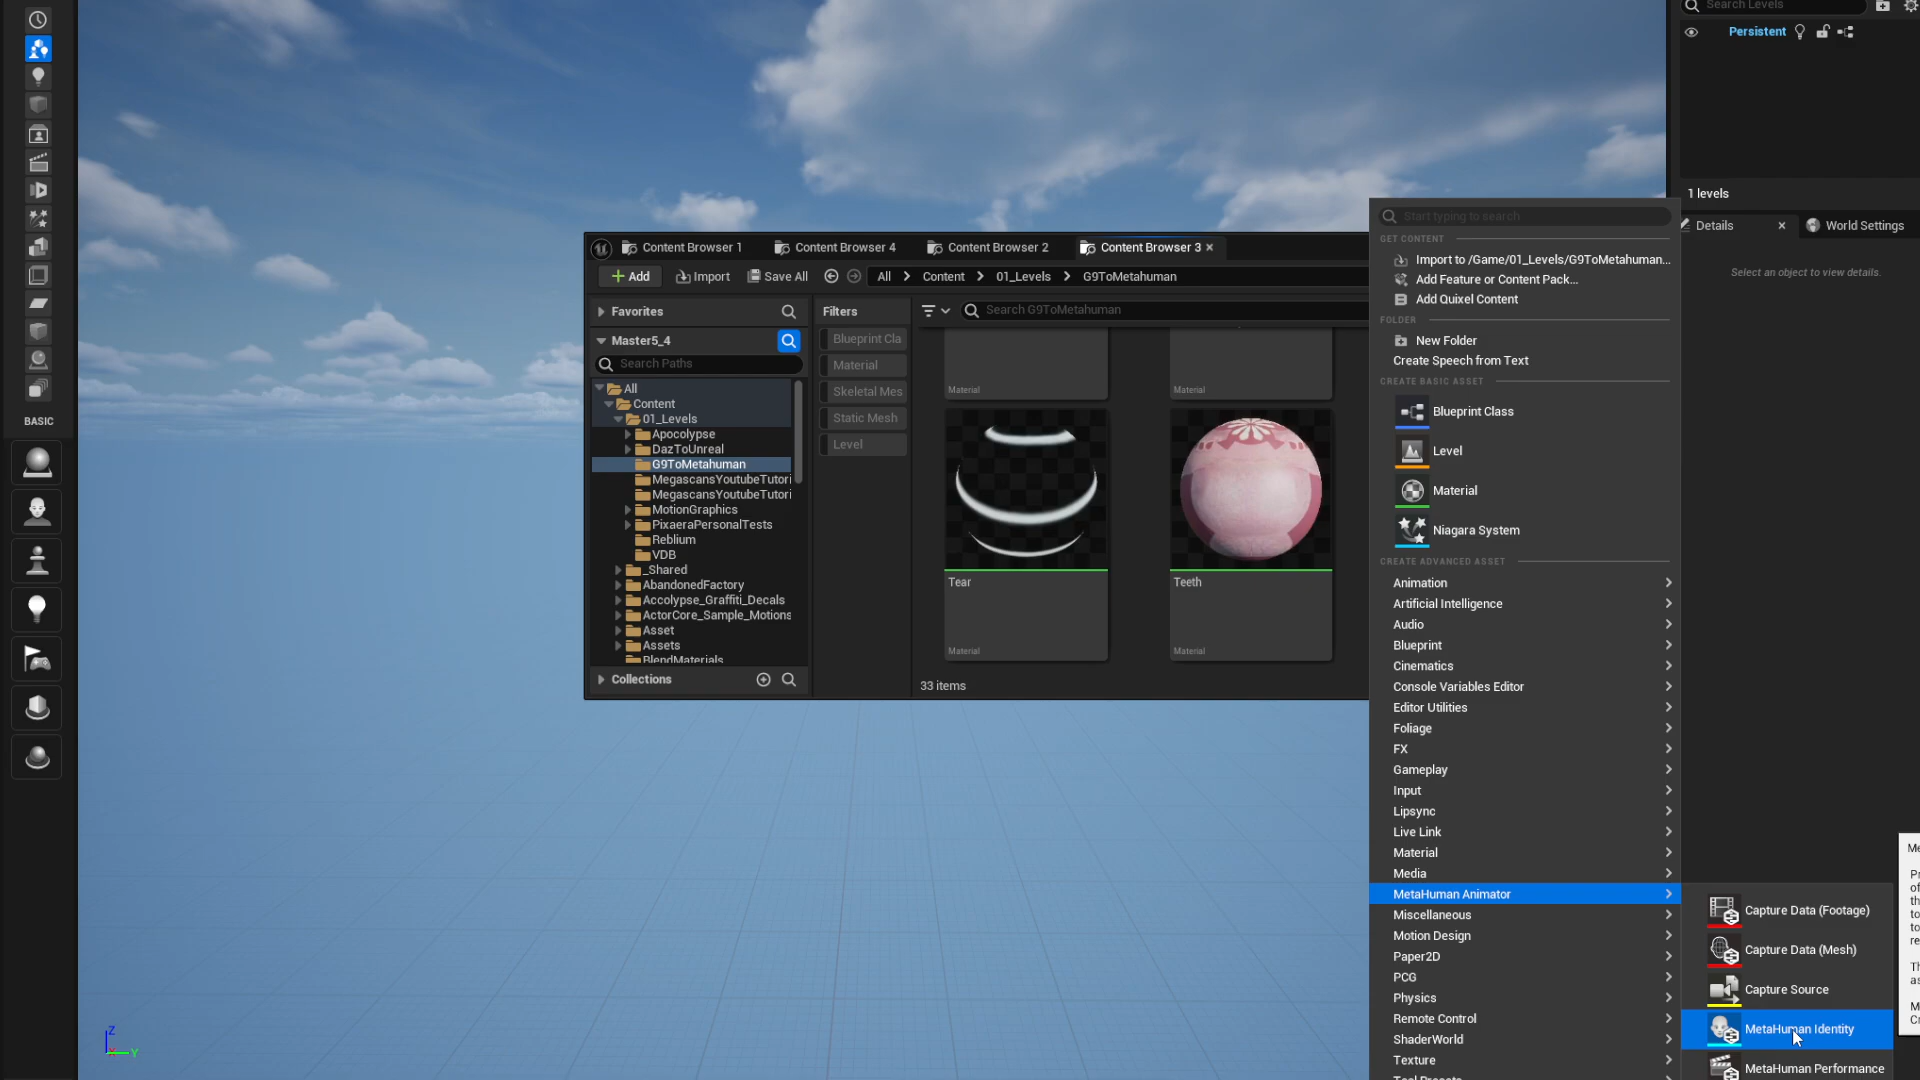 Search Levels
Persistent
1 levels
Details
World Settings
Select an object to view details.
BASIC
Content Browser 1
Content Browser 4
Content Browser 2
Content Browser 3
Add
Import
Save All
All
Content
01_Levels
G9ToMetahuman
Favorites
Filters
Search G9ToMetahuman
Master5_4
Search Paths
Blueprint Cla
Material
Skeletal Mes
Static Mesh
Level
All
Content
01_Levels
Apocolypse
DazToUnreal
G9ToMetahuman
MegascansYoutubeTutori
MegascansYoutubeTutori
MotionGraphics
PixaeraPersonalTests
Reblium
VDB
_Shared
AbandonedFactory
Accolypse_Graffiti_Decals
ActorCore_Sample_Motions
Asset
Assets
BlendMaterials
Collections
Material
Material
Tear
Material
Teeth
Material
33 items
Start typing to search
GET CONTENT
Import to /Game/01_Levels/G9ToMetahuman...
Add Feature or Content Pack...
Add Quixel Content
FOLDER
New Folder
Create Speech from Text
CREATE BASIC ASSET
Blueprint Class
Level
Material
Niagara System
CREATE ADVANCED ASSET
Animation
Artificial Intelligence
Audio
Blueprint
Cinematics
Console Variables Editor
Editor Utilities
Foliage
FX
Gameplay
Input
Lipsync
Live Link
Material
Media
MetaHuman Animator
Miscellaneous
Motion Design
Paper2D
PCG
Physics
Remote Control
ShaderWorld
Texture
Capture Data (Footage)
Capture Data (Mesh)
Capture Source
MetaHuman Identity
MetaHuman Performance
Z
Y